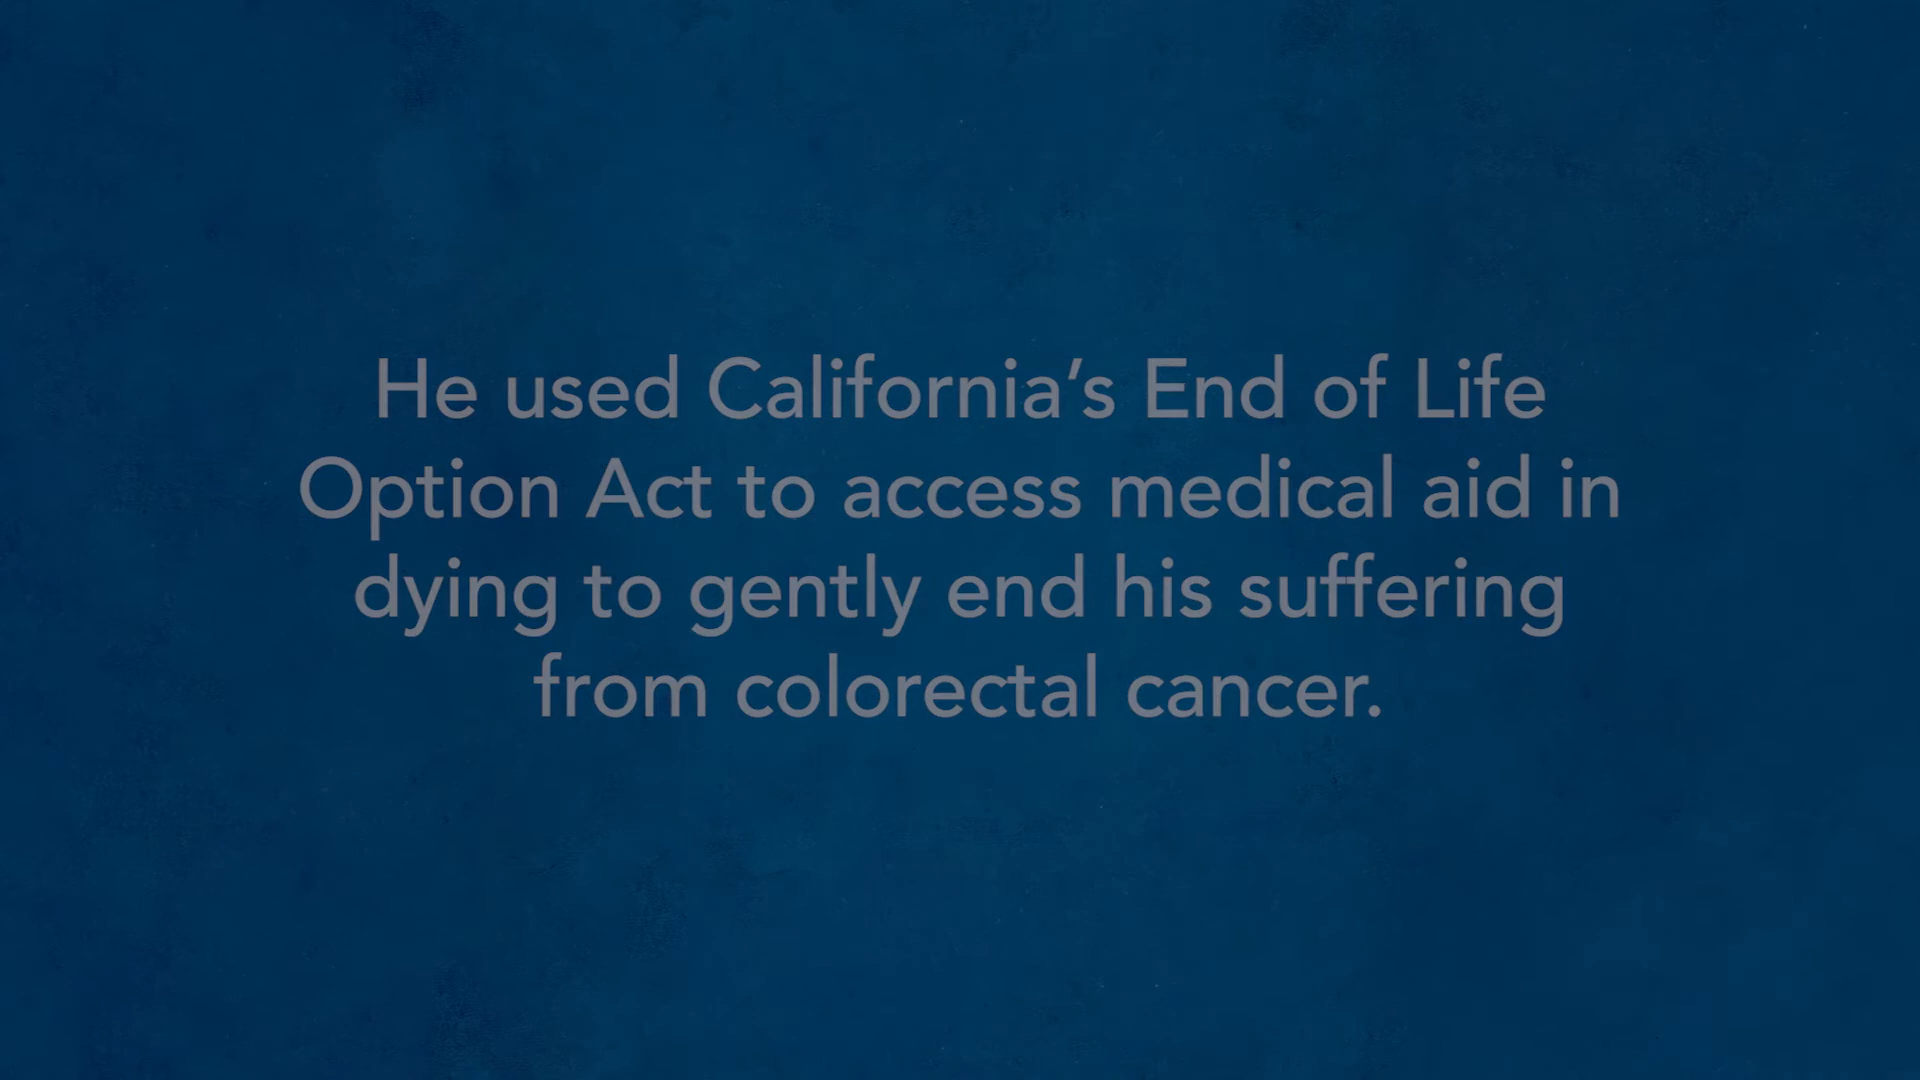 He used California’s End of Life
Option Act to access medical aid in
dying to gently end his suffering
from colorectal cancer.